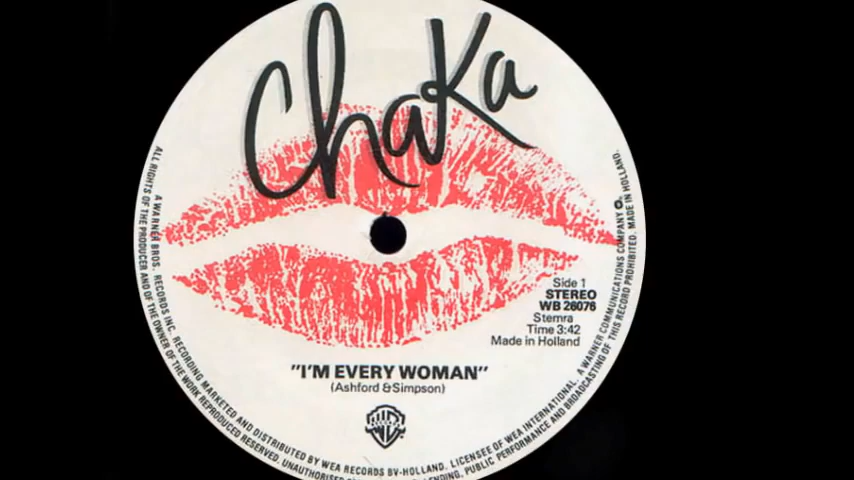 Chaka
Side 1
STEREO
WB 26076
Stemra
Time 3:42
Made in Holland
"I'M EVERY WOMAN"
(Ashford & Simpson)
A WARNER BROS. RECORDS INC. RECORDING MARKETED AND DISTRIBUTED BY WEA RECORDS BV-HOLLAND. LICENSEE OF WEA INTERNATIONAL. A WARNER COMMUNICATIONS COMPANY
ALL RIGHTS OF THE PRODUCER AND OF THE OWNER OF THE WORK REPRODUCED RESERVED. UNAUTHORISED LENDING, PUBLIC PERFORMANCE AND BROADCASTING OF THIS RECORD PROHIBITED. MADE IN HOLLAND.